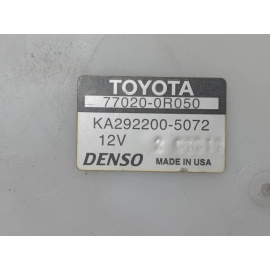 TOYOTA
77020-0R050
KA292200-5072
12V
DENSO MADE IN USA